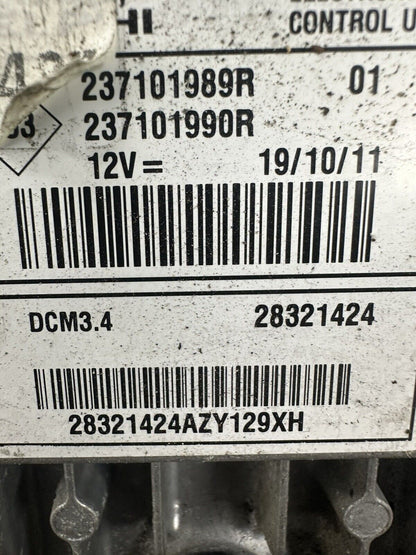 CONTROL U
237101989R 01
237101990R
12V= 19/10/11
DCM3.4 28321424
28321424AZY129XH